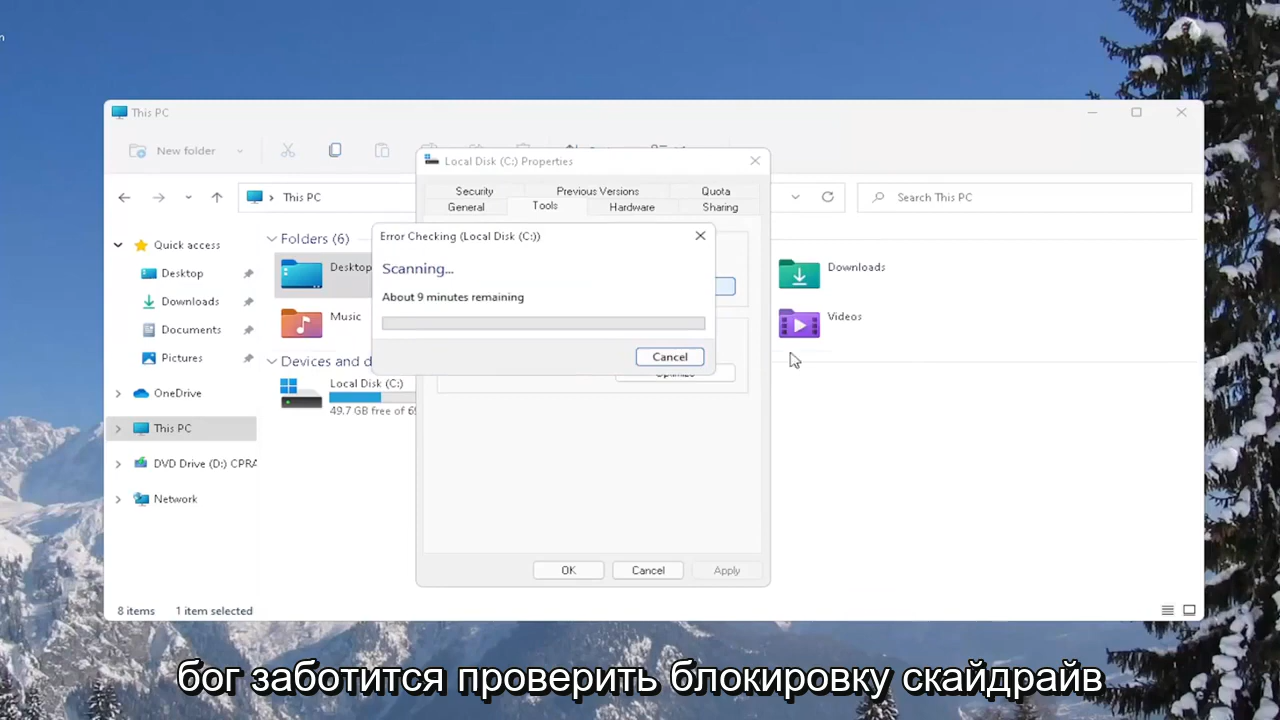 n
This PC
New folder
Local Disk (C:) Properties
Security
Previous Versions
Quota
General
Tools
Hardware
Sharing
This PC
Search This PC
Error Checking (Local Disk (C:))
Scanning...
About 9 minutes remaining
Cancel
Quick access
Desktop
Downloads
Documents
Pictures
OneDrive
This PC
DVD Drive (D:) CPRA
Network
Folders (6)
Desktop
Downloads
Music
Videos
Devices and d
Local Disk (C:)
49.7 GB free of
Optimize
OK
Cancel
Apply
8 items
1 item selected
бог заботится проверить блокировку скайдрайв